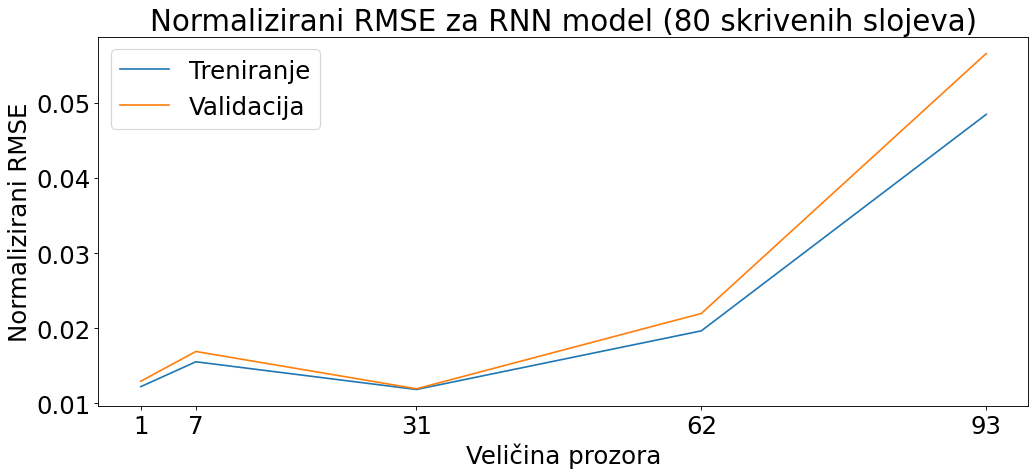 Normalizirani RMSE za RNN model (80 skrivenih slojeva)
Treniranje
Validacija
Normalizirani RMSE
0.05
0.04
0.03
0.02
0.01
1 7 31 62 93
Veličina prozora